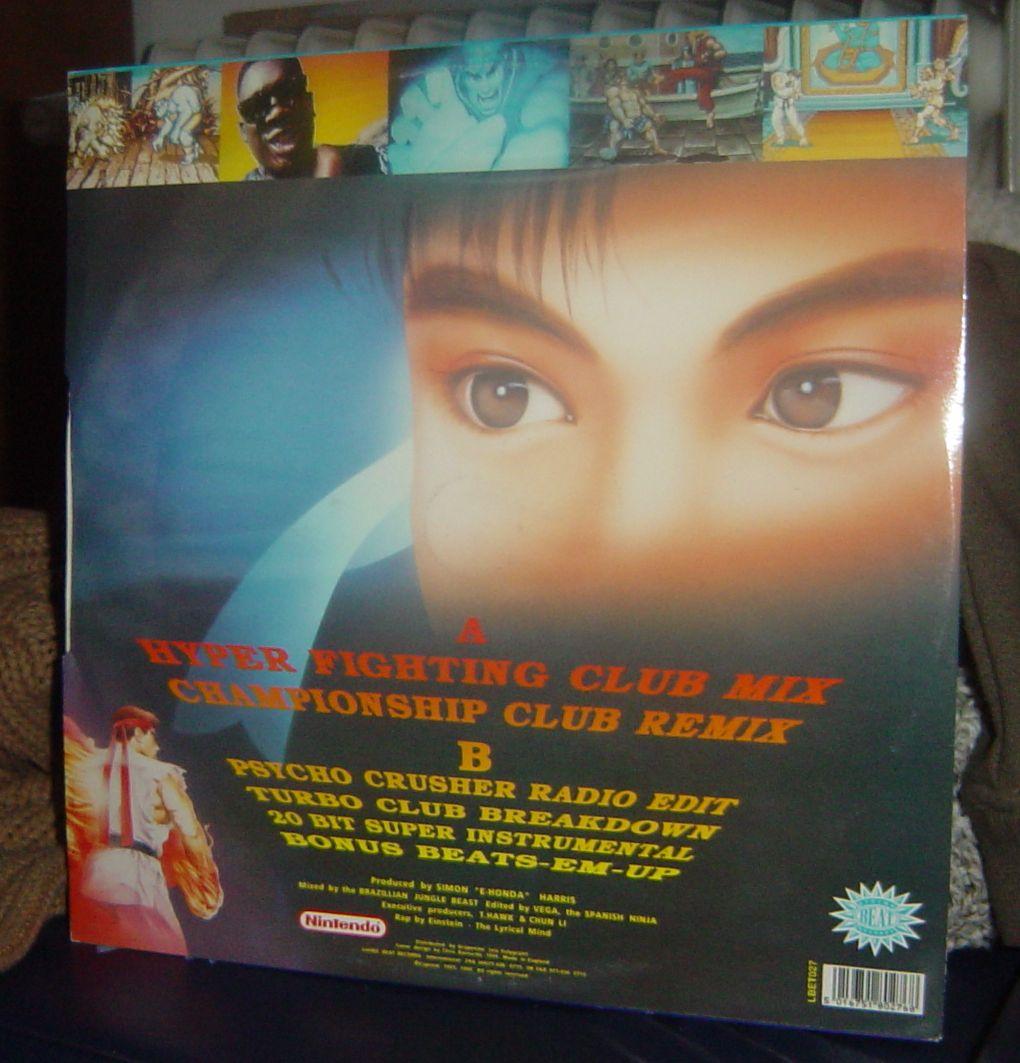 A
HYPER FIGHTING CLUB MIX
CHAMPIONSHIP CLUB REMIX
B
PSYCHO CRUSHER RADIO EDIT
TURBO CLUB BREAKDOWN
20 BIT SUPER INSTRUMENTAL
BONUS BEATS-EM-UP
Produced by SIMON "E-HONDA" HARRIS
Mixed by the BRAZILLIAN JUNGLE BEAST Edited by VEGA, the SPANISH NINJA
Executive producers, T.HAWK & CHUN LI
Rap by Einstein - The Lyrical Mind
Nintendo
BEAT
LBET027